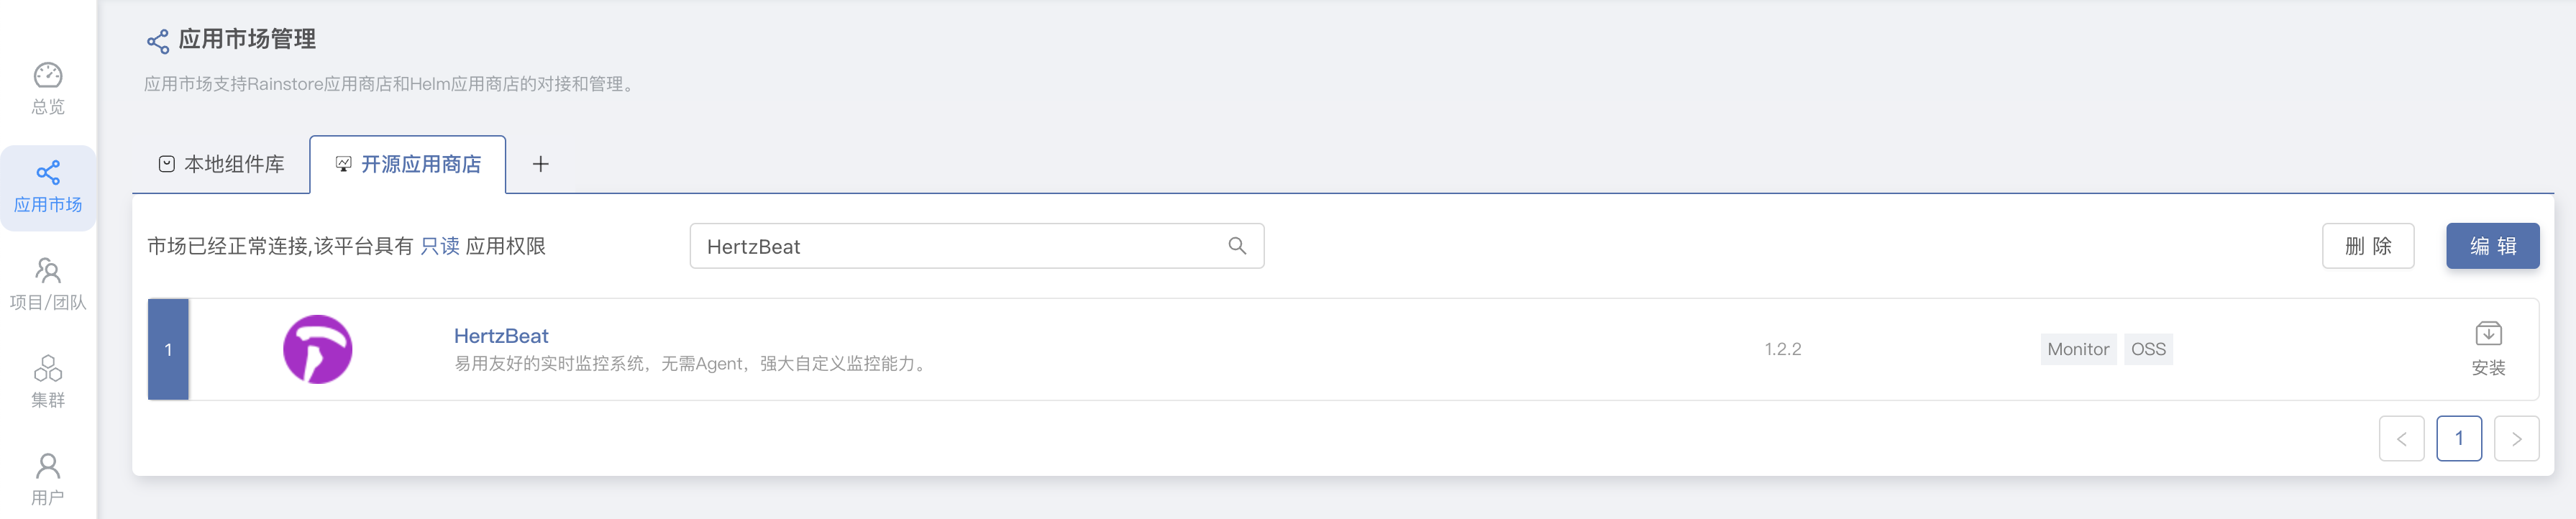 应用市场管理
应用市场支持Rainstore应用商店和Helm应用商店的对接和管理。
总览
应用市场
项目/团队
集群
用户
本地组件库
开源应用商店
+
市场已经正常连接,该平台具有 只读 应用权限
HertzBeat
删 除
编 辑
1
HertzBeat
易用友好的实时监控系统，无需Agent，强大自定义监控能力。
1.2.2
Monitor
OSS
安装
< 1 >